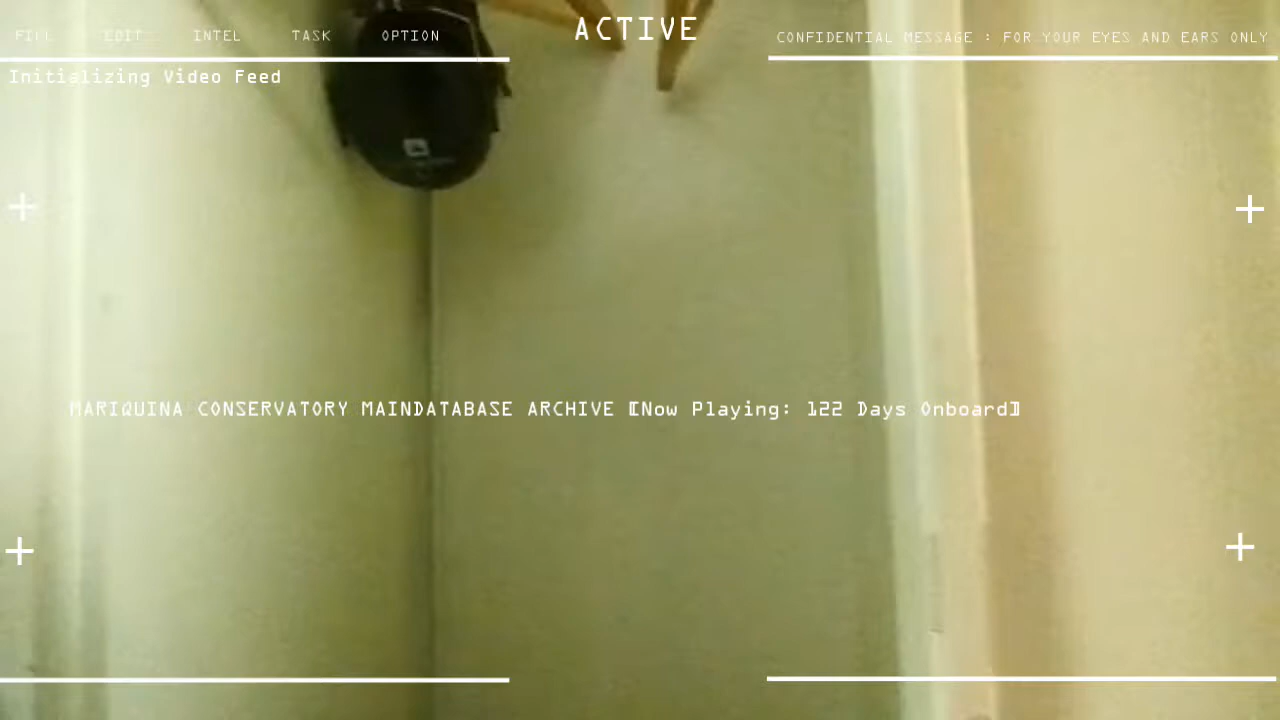 ACTIVE
FILE EDIT INTEL TASK OPTION
CONFIDENTIAL MESSAGE : FOR YOUR EYES AND EARS ONLY
Initializing Video Feed
MARIQUINA CONSERVATORY MAINDATABASE ARCHIVE [Now Playing: 122 Days Onboard]